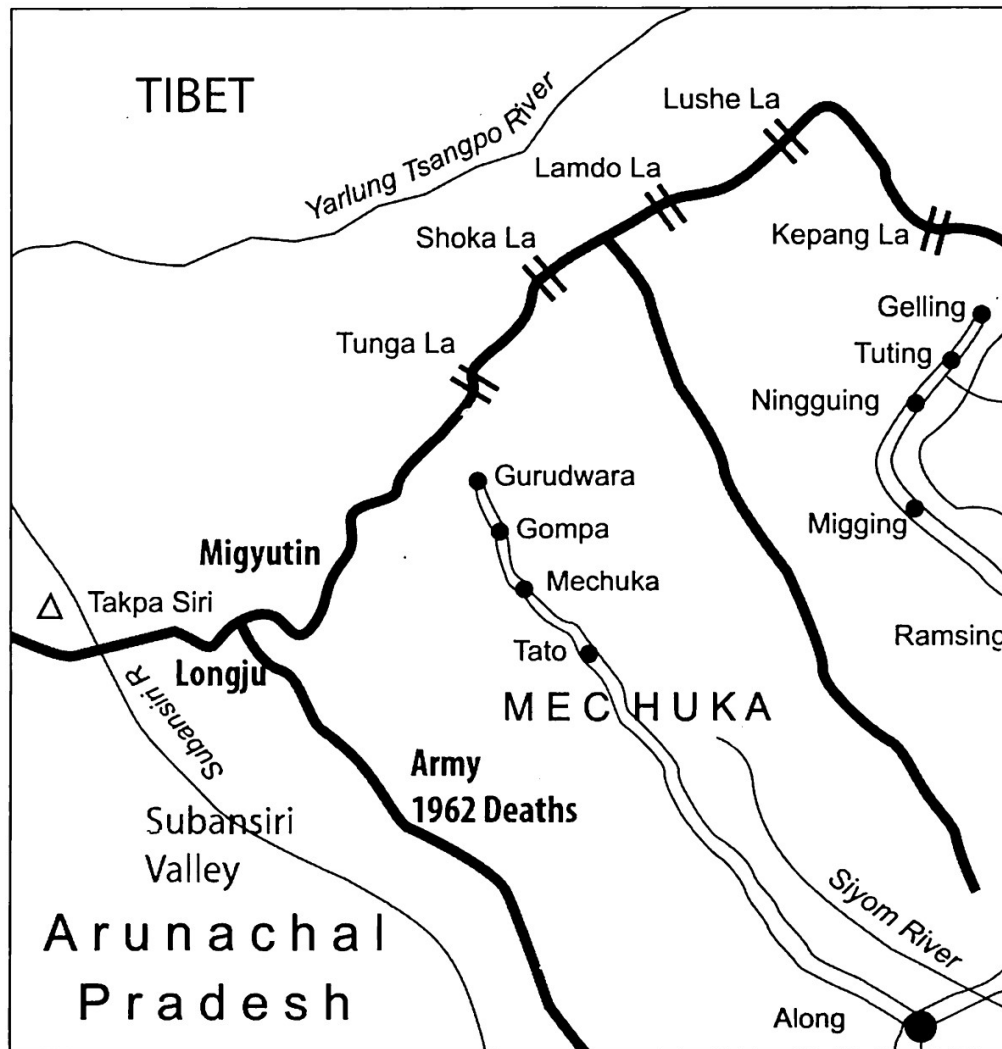 TIBET
Yarlung Tsangpo River
Lushe La
Lamdo La
Shoka La
Kepang La
Tunga La
Gelling
Tuting
Ningguing
Gurudwara
Gompa
Migging
Migyutin
Mechuka
Takpa Siri
Ramsing
Tato
Longju
MECHUKA
Subansiri R
Army
1962 Deaths
Subansiri
Valley
Siyom River
Arunachal
Pradesh
Along